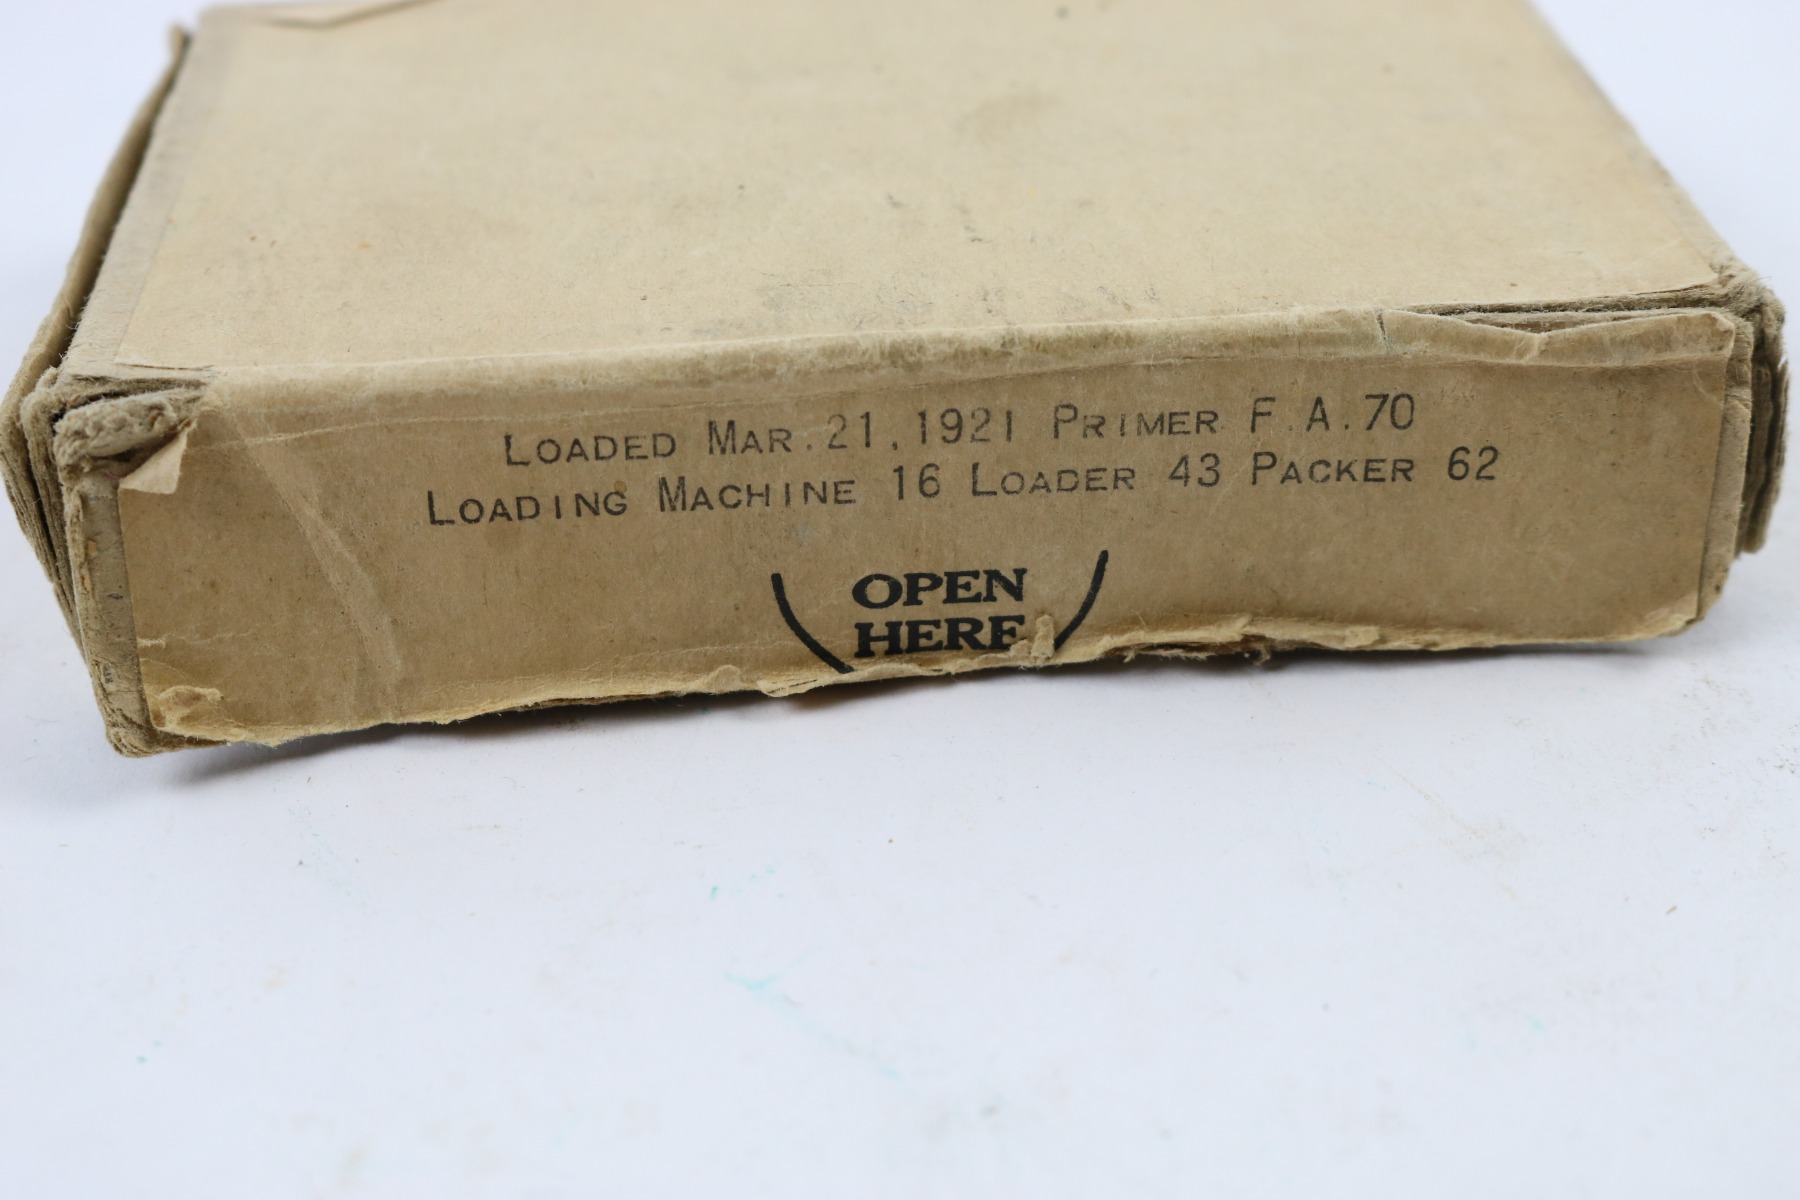 LOADED MAR.21,1921 PRIMER F.A.70
LOADING MACHINE 16 LOADER 43 PACKER 62
OPEN
HERE